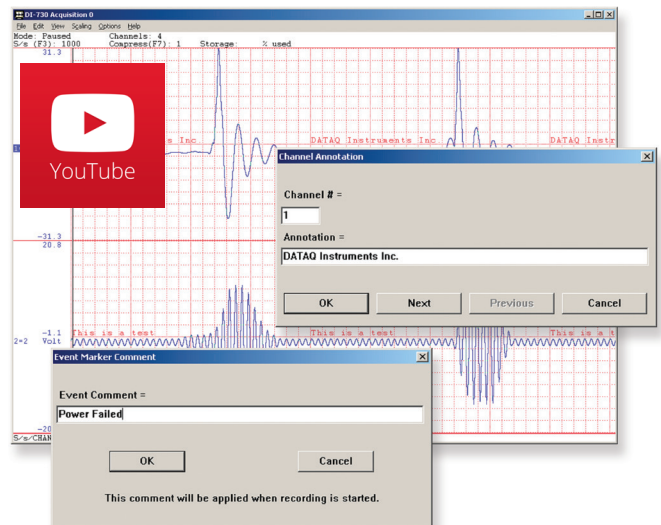 DI-730 Acquisition 0
File Edit View Scaling Options Help
Mode: Paused Channels: 4
S/s (F3): 1000 Compress(F7): 1 Storage: % used
31.3
YouTube
s Inc DATAQ Instruments Inc DATAQ Instr
Channel Annotation
Channel # =
1
-31.3
20.8
Annotation =
DATAQ Instruments Inc.
OK Next Previous Cancel
-1.1 This is a test This is a test This is a t
2=2 Volt
Event Marker Comment
Event Comment =
Power Failed
-20
S/s/CHAN
OK Cancel
This comment will be applied when recording is started.